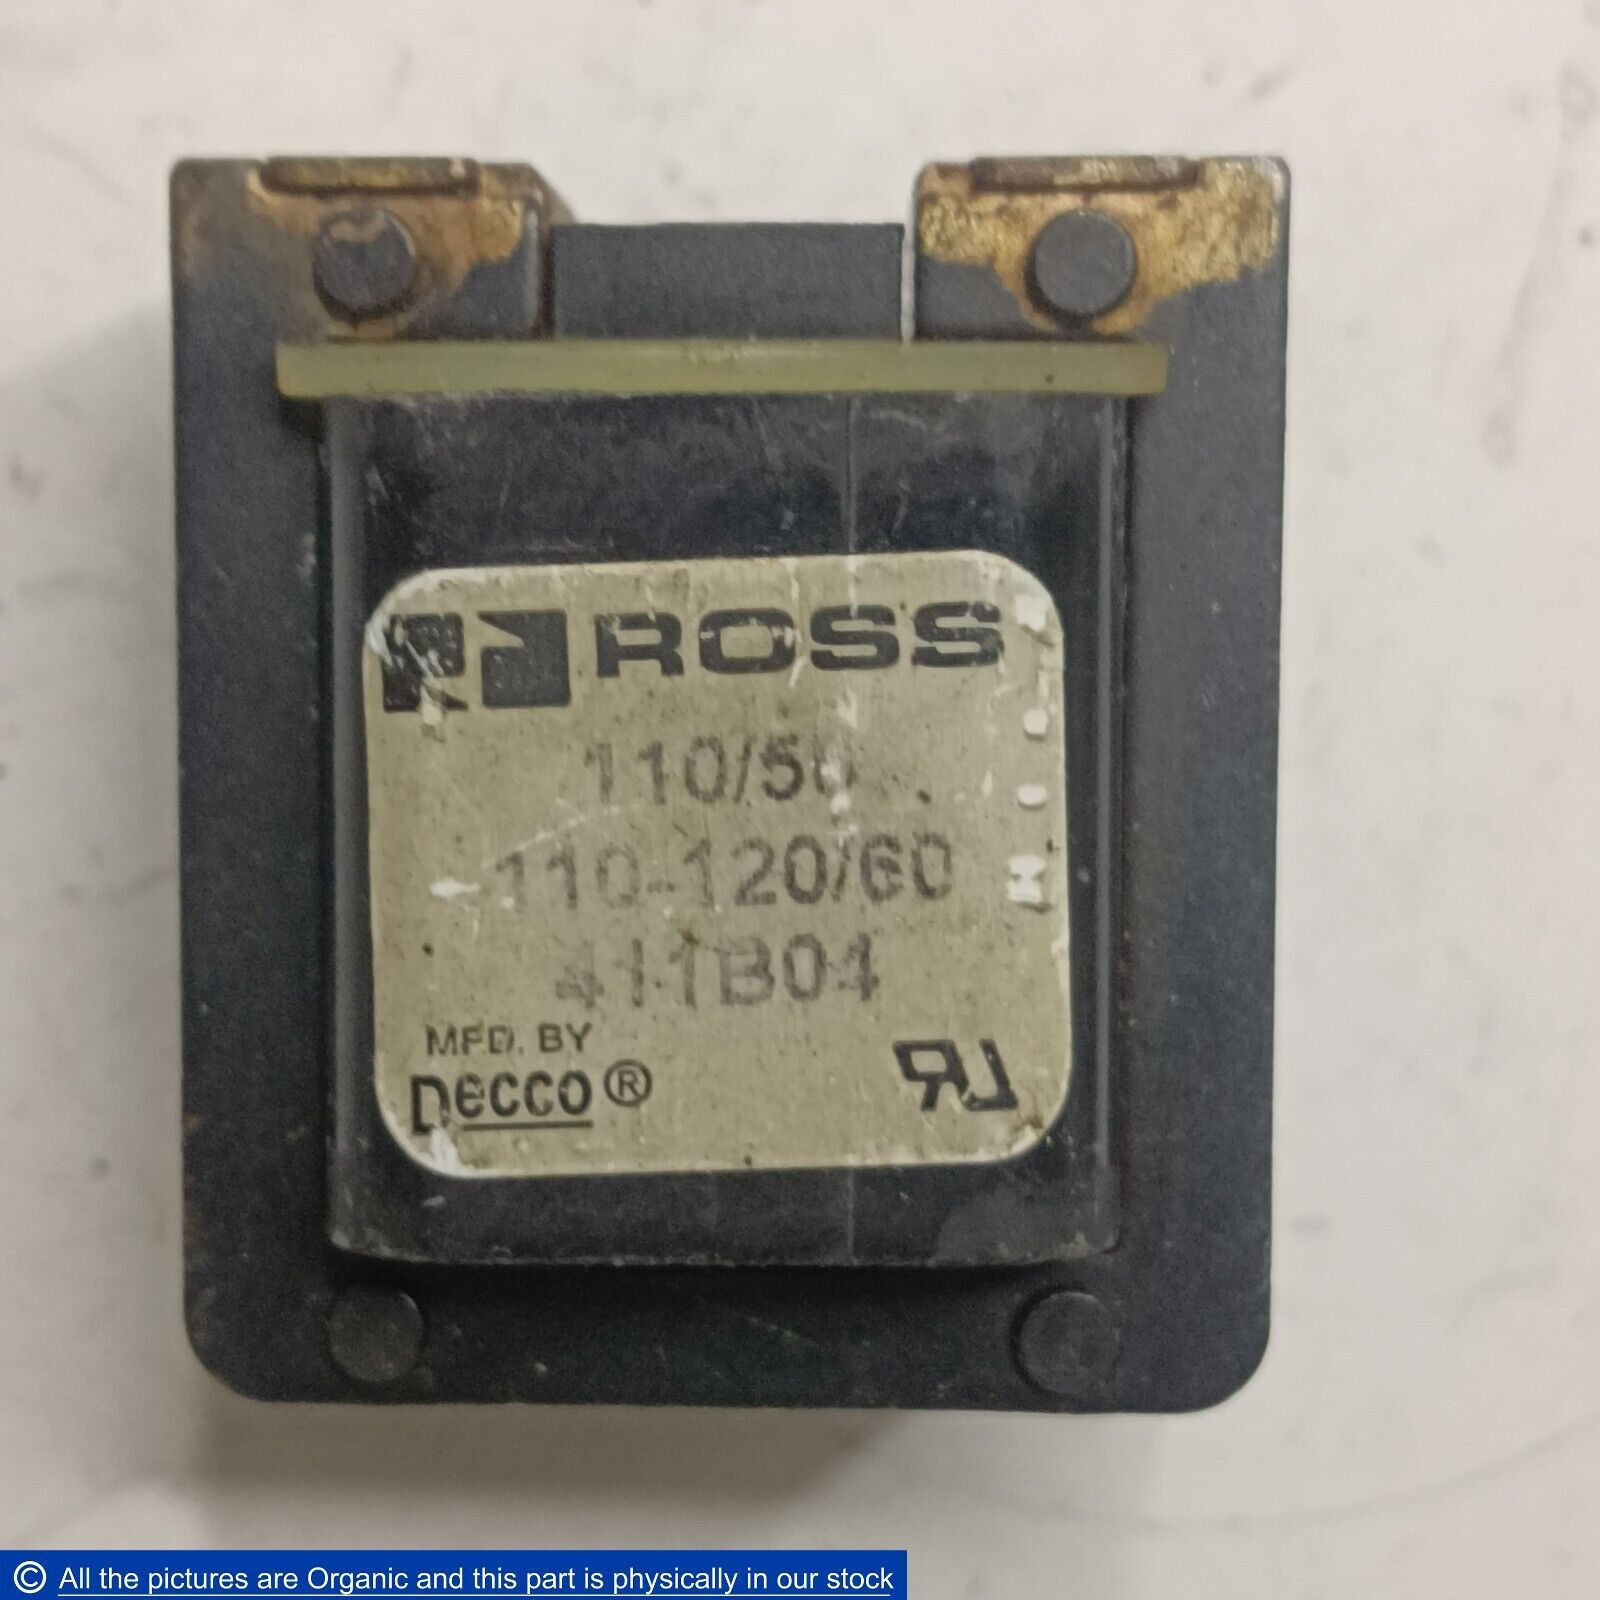 ROSS
110/50
110-120/60
411B04
MFD. BY
Decco®
RU
© All the pictures are Organic and this part is physically in our stock